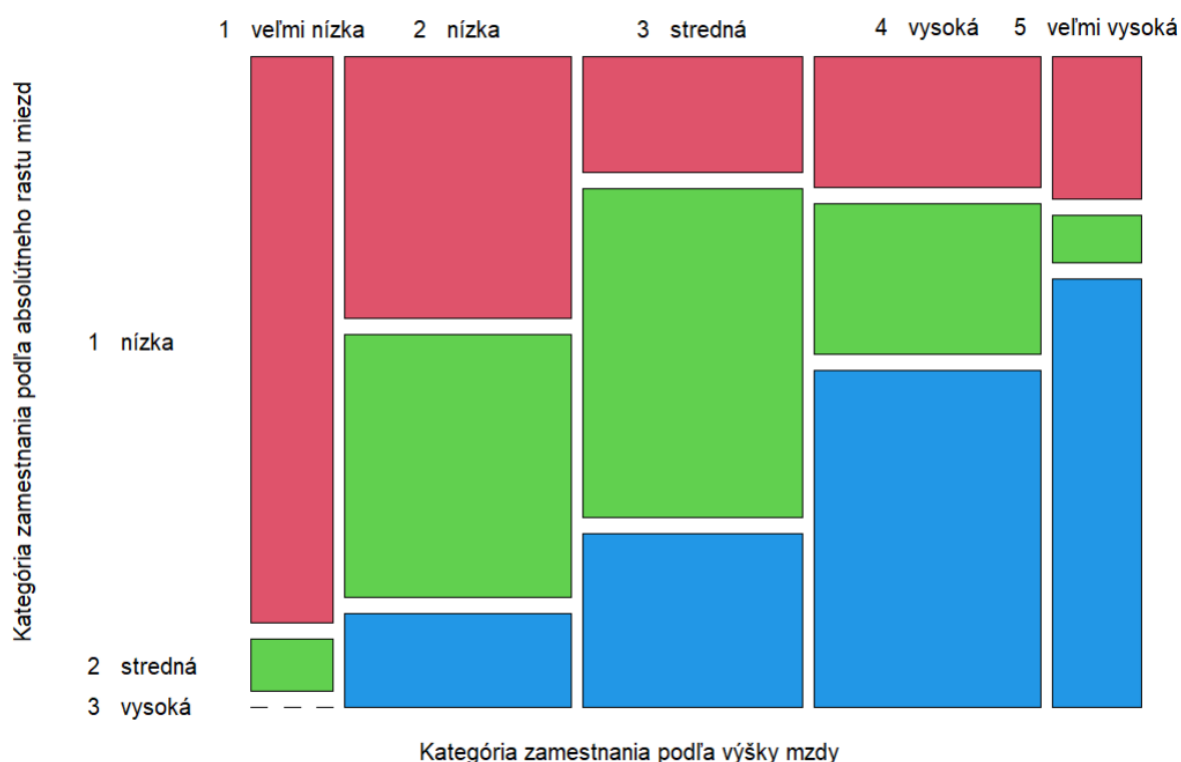 1 veľmi nízka 2 nízka 3 stredná 4 vysoká 5 veľmi vysoká
Kategória zamestnania podľa absolútneho rastu miezd
1 nízka
2 stredná
3 vysoká
Kategória zamestnania podľa výšky mzdy